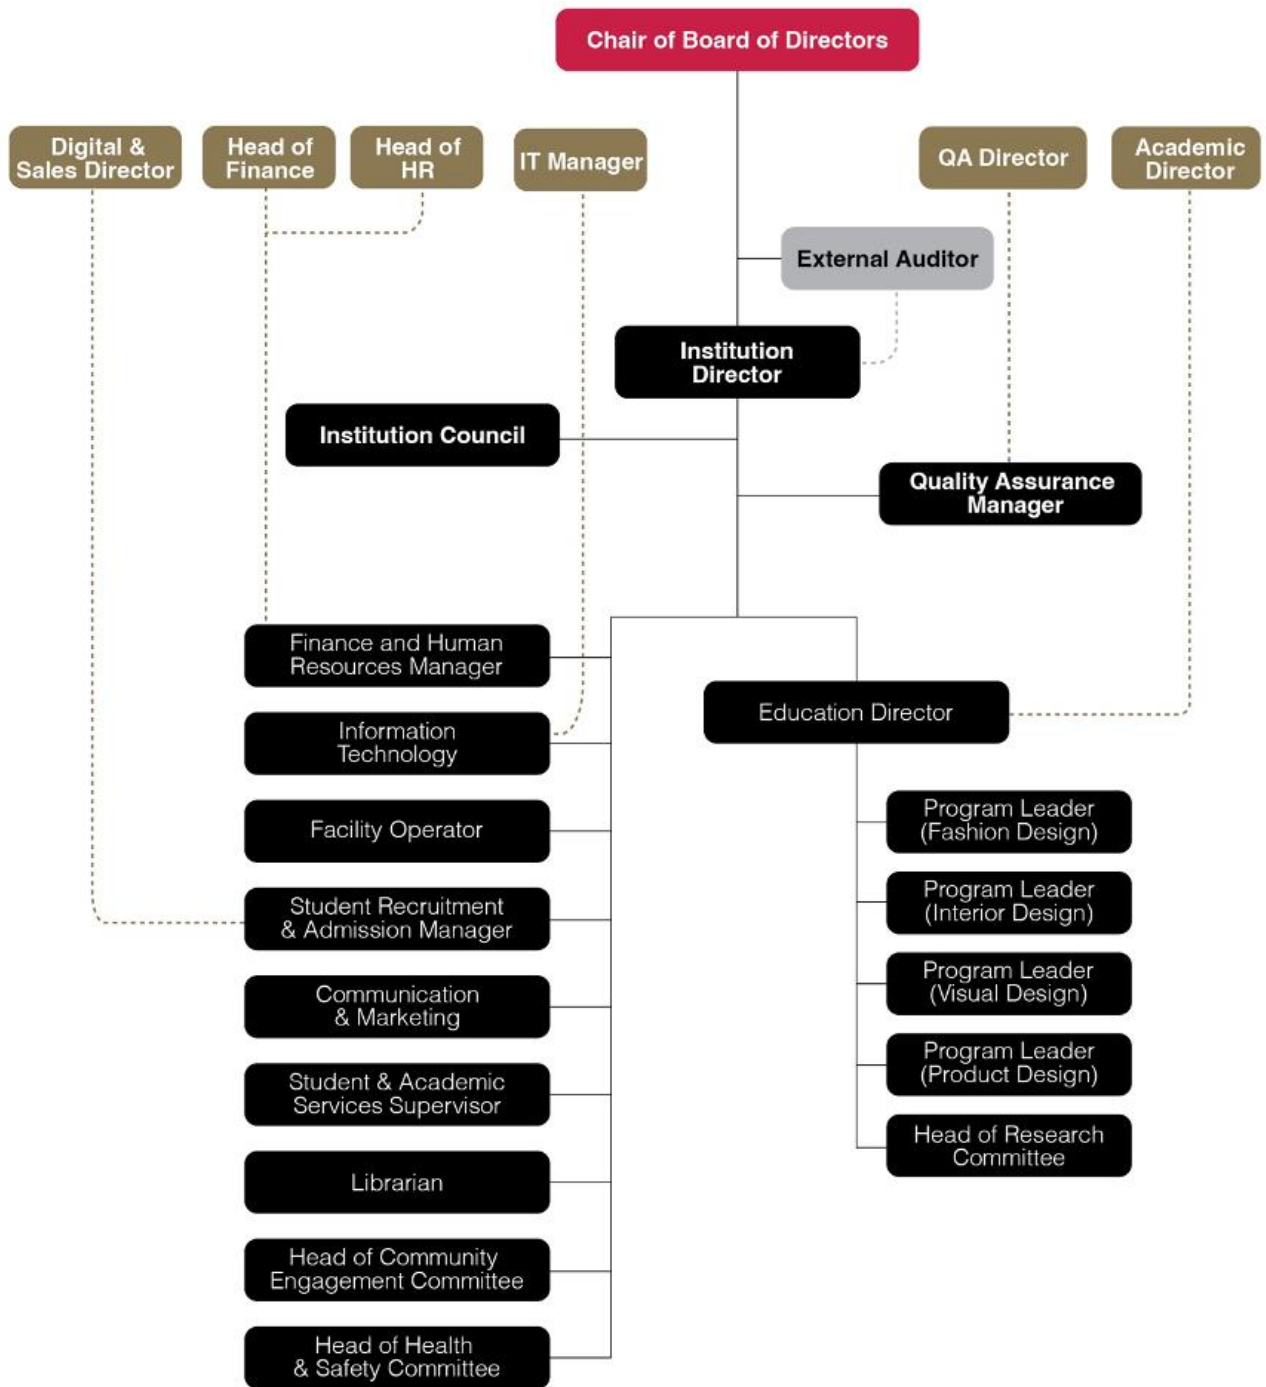 Chair of Board of Directors
Digital &
Sales Director
Head of
Finance
Head of
HR
IT Manager
QA Director
Academic
Director
External Auditor
Institution
Director
Institution Council
Quality Assurance
Manager
Finance and Human
Resources Manager
Information
Technology
Facility Operator
Student Recruitment
& Admission Manager
Communication
& Marketing
Student & Academic
Services Supervisor
Librarian
Head of Community
Engagement Committee
Head of Health
& Safety Committee
Education Director
Program Leader
(Fashion Design)
Program Leader
(Interior Design)
Program Leader
(Visual Design)
Program Leader
(Product Design)
Head of Research
Committee